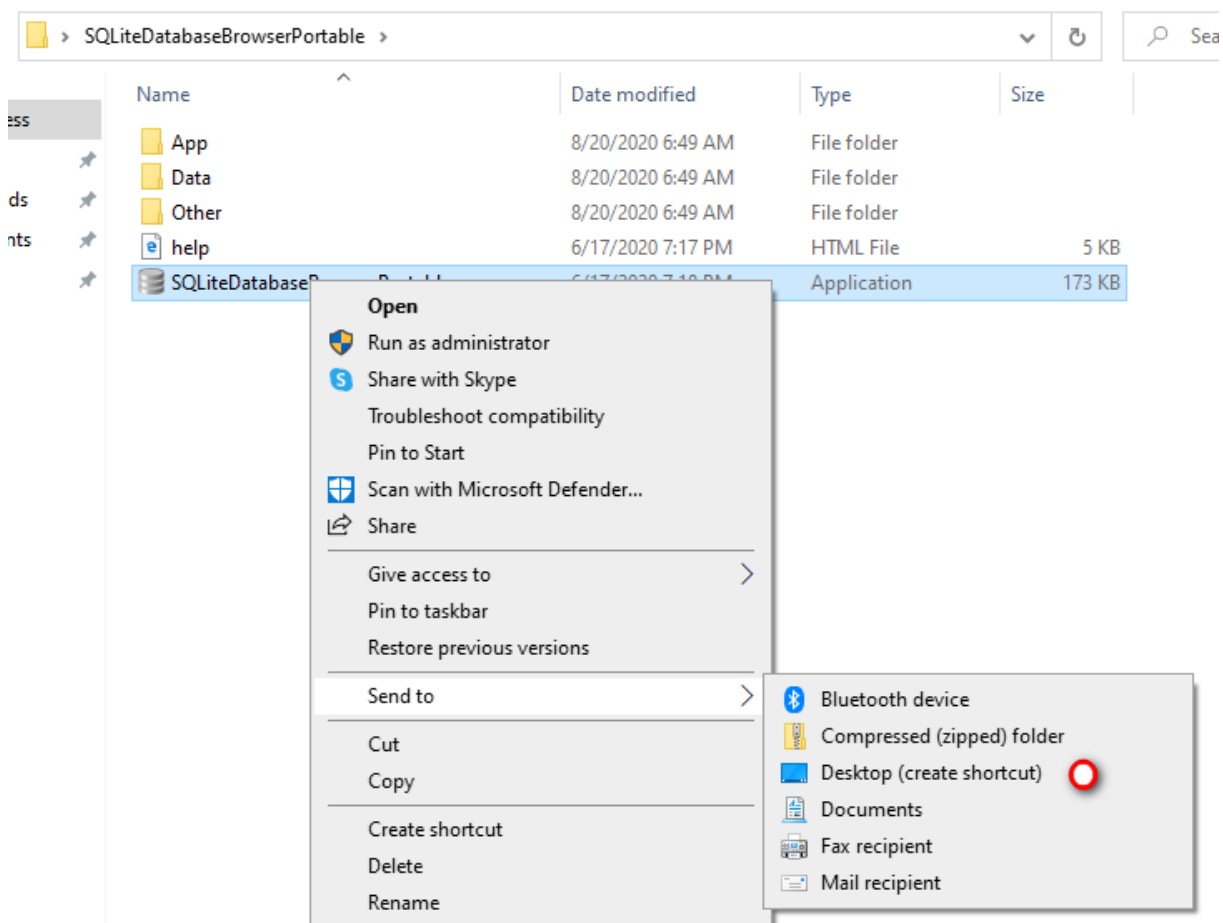 SQLiteDatabaseBrowserPortable
Name Date modified Type Size
App 8/20/2020 6:49 AM File folder
Data 8/20/2020 6:49 AM File folder
Other 8/20/2020 6:49 AM File folder
help 6/17/2020 7:17 PM HTML File 5 KB
Application 173 KB
Open
Run as administrator
Share with Skype
Troubleshoot compatibility
Pin to Start
Scan with Microsoft Defender...
Share
Give access to
Pin to taskbar
Restore previous versions
Send to
Cut
Copy
Create shortcut
Delete
Rename
Bluetooth device
Compressed (zipped) folder
Desktop (create shortcut)
Documents
Fax recipient
Mail recipient